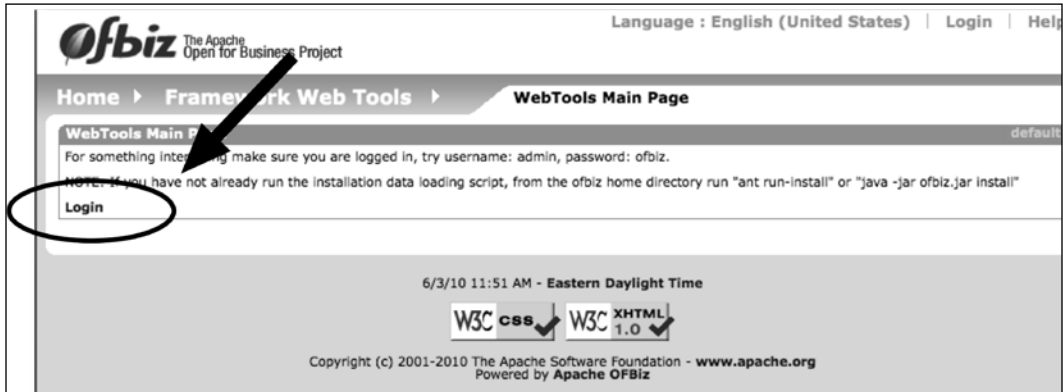 Language : English (United States) | Login | Help
Ofbiz The Apache
Open for Business Project
Home Framework Web Tools WebTools Main Page
WebTools Main default
For something make sure you are logged in, try username: admin, password: ofbiz.
NOTE: If you have not already run the installation data loading script, from the ofbiz home directory run "ant run-install" or "java -jar ofbiz.jar install"
Login
6/3/10 11:51 AM - Eastern Daylight Time
W3C css W3C XHTML
1.0
Copyright (c) 2001-2010 The Apache Software Foundation - www.apache.org
Powered by Apache OFBiz